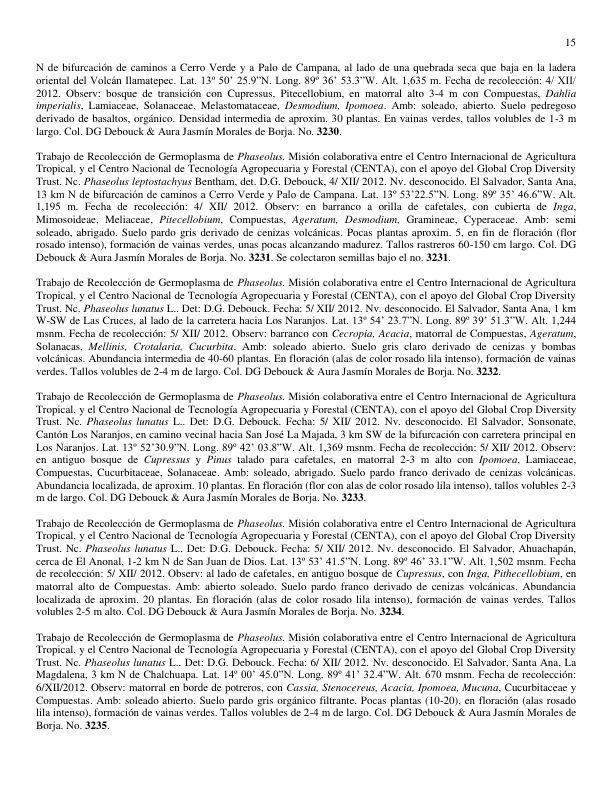 15
N de bifurcación de caminos a Cerro Verde y a Palo de Campana, al lado de una quebrada seca que baja en la ladera
oriental del Volcán Ilamatepec. Lat. 13º 50’ 25.9”N. Long. 89º 36’ 53.3”W. Alt. 1,635 m. Fecha de recolección: 4/ XII/
2012. Observ: bosque de transición con Cupressus, Pitecellobium, en matorral alto 3-4 m con Compuestas, Dahlia
imperialis, Lamiaceae, Solanaceae, Melastomataceae, Desmodium, Ipomoea. Amb: soleado, abierto. Suelo pedregoso
derivado de basaltos, orgánico. Densidad intermedia de aproxim. 30 plantas. En vainas verdes, tallos volubles de 1-3 m
largo. Col. DG Debouck & Aura Jasmín Morales de Borja. No. 3230.
Trabajo de Recolección de Germoplasma de Phaseolus. Misión colaborativa entre el Centro Internacional de Agricultura
Tropical, y el Centro Nacional de Tecnología Agropecuaria y Forestal (CENTA), con el apoyo del Global Crop Diversity
Trust. Nc. Phaseolus leptostachyus Bentham, det. D.G. Debouck, 4/ XII/ 2012. Nv. desconocido. El Salvador, Santa Ana,
13 km N de bifurcación de caminos a Cerro Verde y Palo de Campana. Lat. 13º 53’22.5”N. Long. 89º 35’ 46.6”W. Alt.
1,195 m. Fecha de recolección: 4/ XII/ 2012. Observ: en barranco a orilla de cafetales, con cubierta de Inga,
Mimosoideae, Meliaceae, Pitecellobium, Compuestas, Ageratum, Desmodium, Gramineae, Cyperaceae. Amb: semi
soleado, abrigado. Suelo pardo gris derivado de cenizas volcánicas. Pocas plantas aproxim. 5, en fin de floración (flor
rosado intenso), formación de vainas verdes, unas pocas alcanzando madurez. Tallos rastreros 60-150 cm largo. Col. DG
Debouck & Aura Jasmín Morales de Borja. No. 3231. Se colectaron semillas bajo el no. 3231.
Trabajo de Recolección de Germoplasma de Phaseolus. Misión colaborativa entre el Centro Internacional de Agricultura
Tropical, y el Centro Nacional de Tecnología Agropecuaria y Forestal (CENTA), con el apoyo del Global Crop Diversity
Trust. Nc. Phaseolus lunatus L.. Det: D.G. Debouck. Fecha: 5/ XII/ 2012. Nv. desconocido. El Salvador, Santa Ana, 1 km
W-SW de Las Cruces, al lado de la carretera hacia Los Naranjos. Lat. 13º 54’ 23.7”N. Long. 89º 39’ 51.3”W. Alt. 1,244
msnm. Fecha de recolección: 5/ XII/ 2012. Observ: barranco con Cecropia, Acacia, matorral de Compuestas, Ageratum,
Solanacas, Mellinis, Crotalaria, Cucurbita. Amb: soleado abierto. Suelo gris claro derivado de cenizas y bombas
volcánicas. Abundancia intermedia de 40-60 plantas. En floración (alas de color rosado lila intenso), formación de vainas
verdes. Tallos volubles de 2-4 m de largo. Col. DG Debouck & Aura Jasmín Morales de Borja. No. 3232.
Trabajo de Recolección de Germoplasma de Phaseolus. Misión colaborativa entre el Centro Internacional de Agricultura
Tropical, y el Centro Nacional de Tecnología Agropecuaria y Forestal (CENTA), con el apoyo del Global Crop Diversity
Trust. Nc. Phaseolus lunatus L.. Det: D.G. Debouck. Fecha: 5/ XII/ 2012. Nv. desconocido. El Salvador, Sonsonate,
Cantón Los Naranjos, en camino vecinal hacia San José La Majada, 3 km SW de la bifurcación con carretera principal en
Los Naranjos. Lat. 13º 52’30.9”N. Long. 89º 42’ 03.8”W. Alt. 1,369 msnm. Fecha de recolección: 5/ XII/ 2012. Observ:
en antiguo bosque de Cupressus y Pinus talado para cafetales, en matorral 2-3 m alto con Ipomoea, Lamiaceae,
Compuestas, Cucurbitaceae, Solanaceae. Amb: soleado, abrigado. Suelo pardo franco derivado de cenizas volcánicas.
Abundancia localizada, de aproxim. 10 plantas. En floración (flor con alas de color rosado lila intenso), tallos volubles 2-3
m de largo. Col. DG Debouck & Aura Jasmín Morales de Borja. No. 3233.
Trabajo de Recolección de Germoplasma de Phaseolus. Misión colaborativa entre el Centro Internacional de Agricultura
Tropical, y el Centro Nacional de Tecnología Agropecuaria y Forestal (CENTA), con el apoyo del Global Crop Diversity
Trust. Nc. Phaseolus lunatus L.. Det: D.G. Debouck. Fecha: 5/ XII/ 2012. Nv. desconocido. El Salvador, Ahuachapán,
cerca de El Anonal, 1-2 km N de San Juan de Dios. Lat. 13º 53’ 41.5”N. Long. 89º 46’ 33.1”W. Alt. 1,502 msnm. Fecha
de recolección: 5/ XII/ 2012. Observ: al lado de cafetales, en antiguo bosque de Cupressus, con Inga, Pithecellobium, en
matorral alto de Compuestas. Amb: abierto soleado. Suelo pardo franco derivado de cenizas volcánicas. Abundancia
localizada de aproxim. 20 plantas. En floración (alas de color rosado lila intenso), formación de vainas verdes. Tallos
volubles 2-5 m alto. Col. DG Debouck & Aura Jasmín Morales de Borja. No. 3234.
Trabajo de Recolección de Germoplasma de Phaseolus. Misión colaborativa entre el Centro Internacional de Agricultura
Tropical, y el Centro Nacional de Tecnología Agropecuaria y Forestal (CENTA), con el apoyo del Global Crop Diversity
Trust. Nc. Phaseolus lunatus L.. Det: D.G. Debouck. Fecha: 6/ XII/ 2012. Nv. desconocido. El Salvador, Santa Ana, La
Magdalena, 3 km N de Chalchuapa. Lat. 14º 00’ 45.0”N. Long. 89º 41’ 32.4”W. Alt. 670 msnm. Fecha de recolección:
6/XII/2012. Observ: matorral en borde de potreros, con Cassia, Stenocereus, Acacia, Ipomoea, Mucuna, Cucurbitaceae y
Compuestas. Amb: soleado abierto. Suelo pardo gris orgánico filtrante. Pocas plantas (10-20), en floración (alas rosado
lila intenso), formación de vainas verdes. Tallos volubles de 2-4 m de largo. Col. DG Debouck & Aura Jasmín Morales de
Borja. No. 3235.